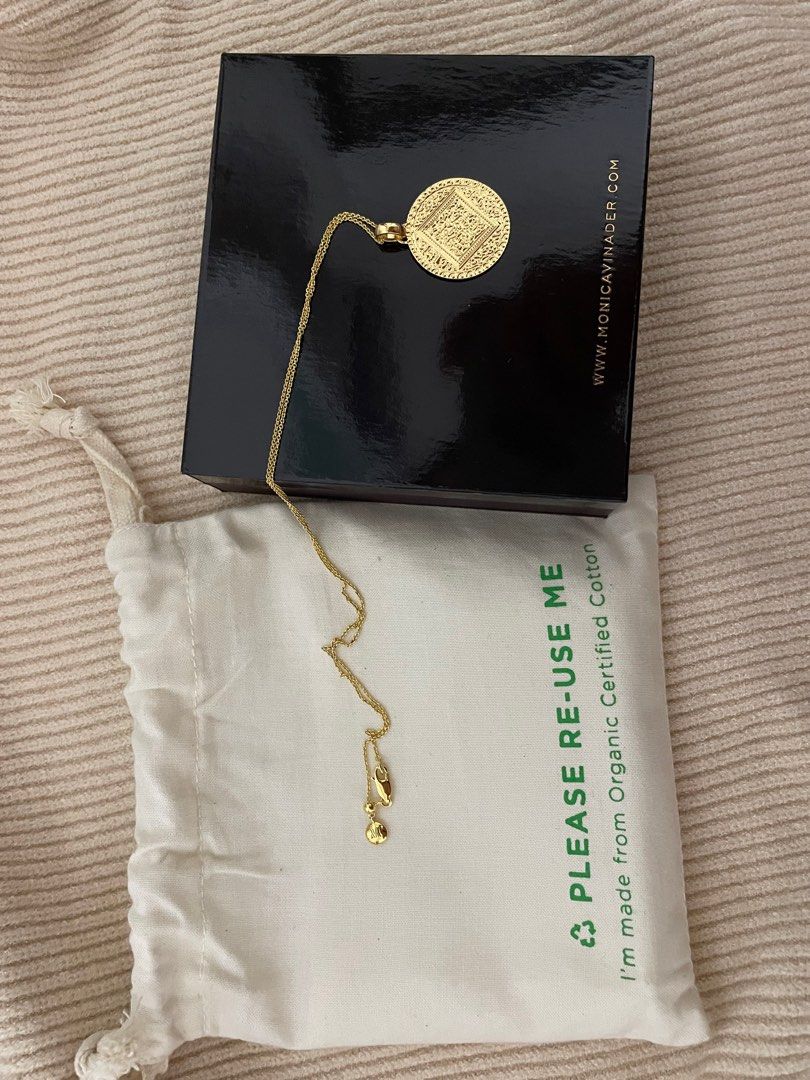 WWW.MONICAVINADER.COM
PLEASE RE-USE ME
I'm made from Organic Certified Cotton